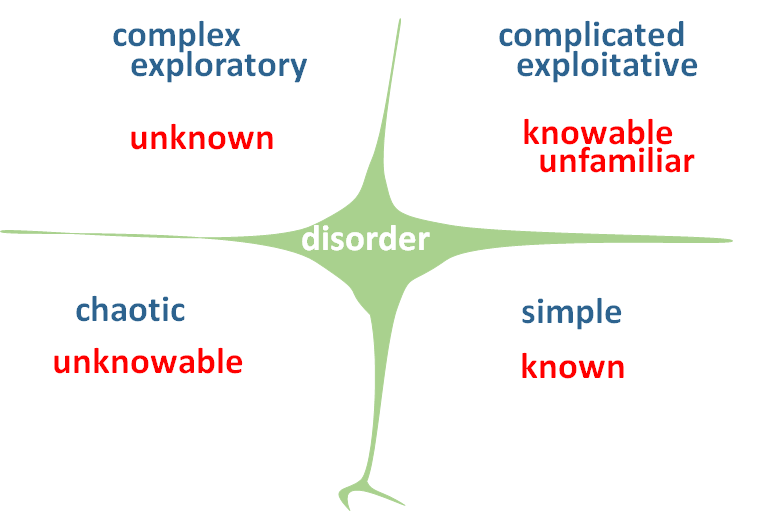 complex
exploratory
unknown
complicated
exploitative
knowable
unfamiliar
disorder
chaotic
unknowable
simple
known